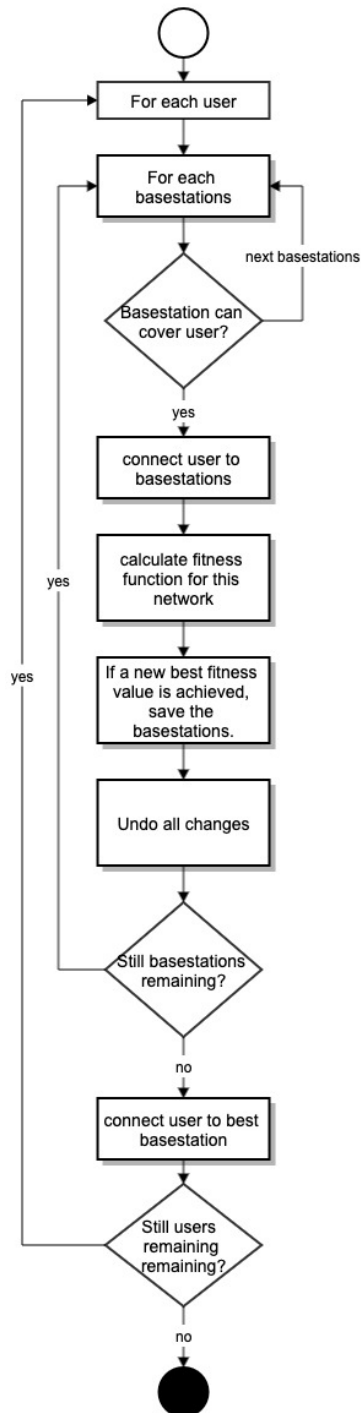 For each user
For each
basestations
next basestations
Basestation can
cover user?
yes
connect user to
basestations
calculate fitness
function for this
network
yes
yes
If a new best fitness
value is achieved,
save the
basestations.
Undo all changes
Still basestations
remaining?
no
connect user to best
basestation
Still users
remaining
remaining?
no